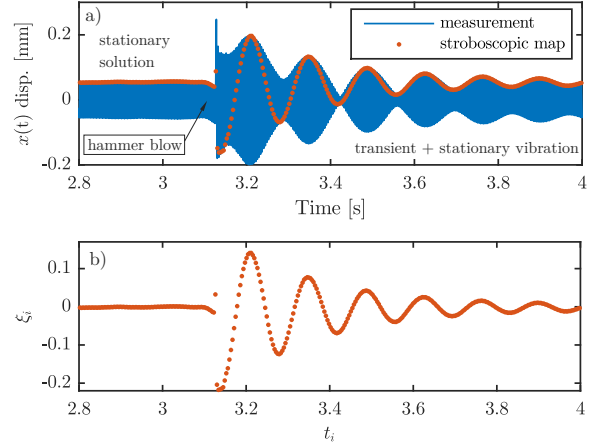 a)
measurement
stroboscopic map
stationary
solution
hammer blow
transient + stationary vibration
x(t) disp. [mm]
0.2
0
-0.2
2.8 3 3.2 3.4 3.6 3.8 4
Time [s]
b)
ξi
0.1
0
-0.1
-0.2
2.8 3 3.2 3.4 3.6 3.8 4
ti